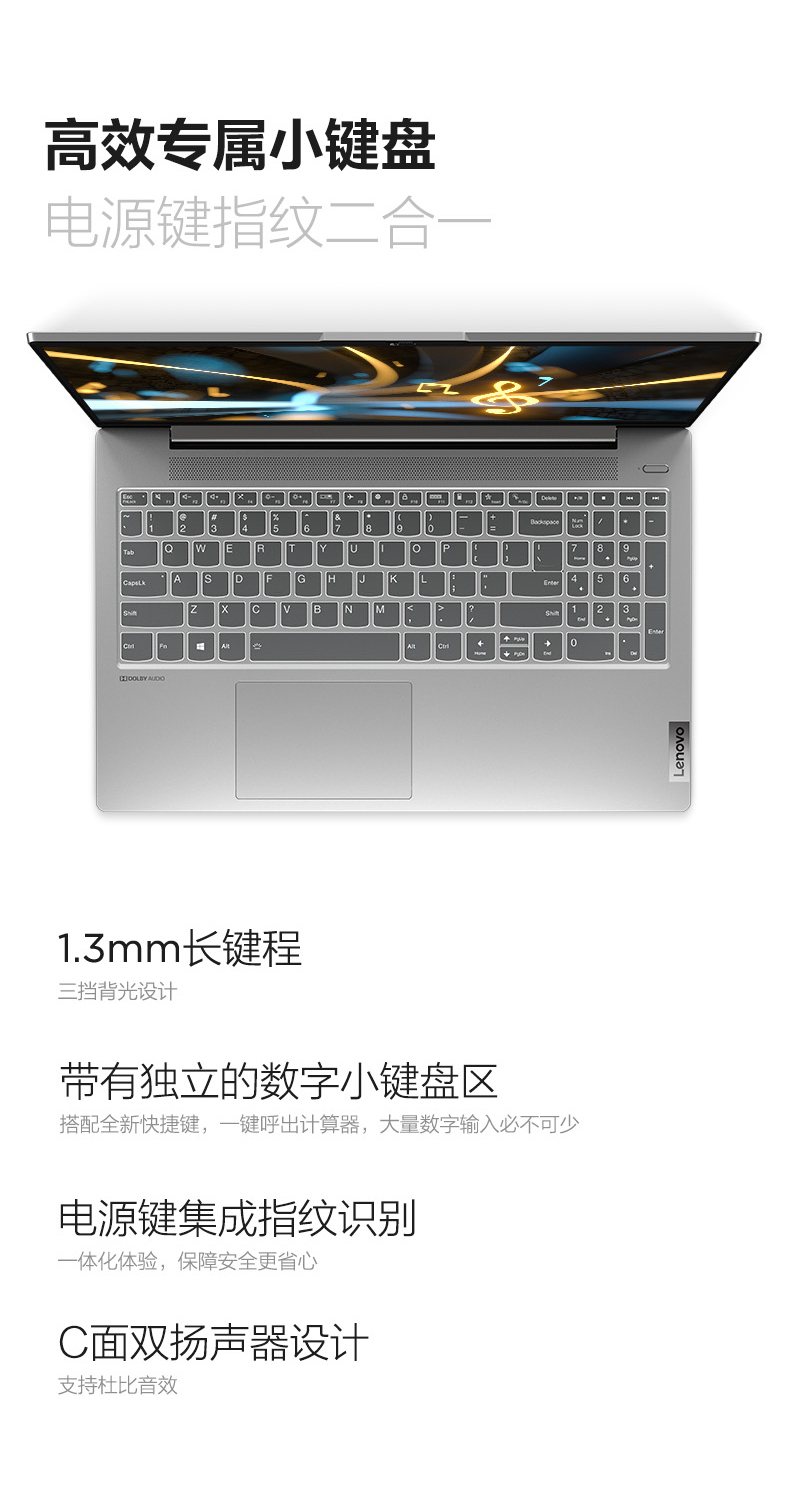 高效专属小键盘
电源键指纹二合一
Esc FnLock F1 F2 F3 F4 F5 F6 F7 F8 F9 F10 F11 F12 Insert PrtSc Delete
~ ` ! 1 @ 2 # 3 $ 4 % 5 ^ 6 & 7 * 8 ( 9 ) 0 — - + = Backspace Num Lock / * -
Tab Q W E R T Y U I O P { [ } ] | \ 7 Home 8 9 PgUp +
CapsLk A S D F G H J K L : ; " ' Enter 4 5 6
Shift Z X C V B N M < , > . ? / Shift 1 End 2 3 PgDn Enter
Ctrl Fn Alt Alt Ctrl Home PgUp PgDn End 0 Ins . Del
DOLBY AUDIO
Lenovo
1.3mm长键程
三挡背光设计
带有独立的数字小键盘区
搭配全新快捷键，一键呼出计算器，大量数字输入必不可少
电源键集成指纹识别
一体化体验，保障安全更省心
C面双扬声器设计
支持杜比音效